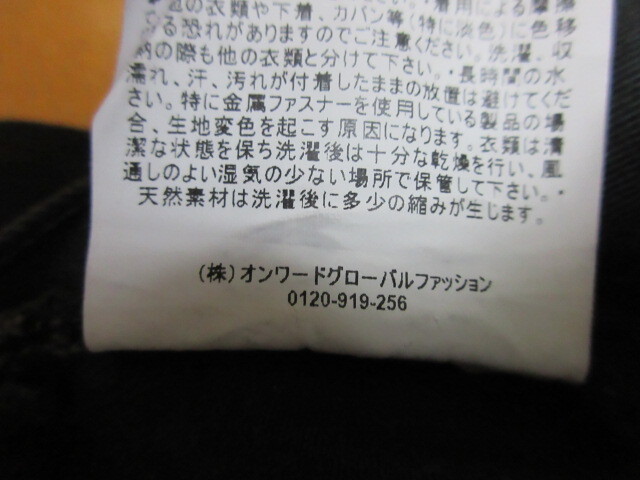 。着用による摩擦
の衣類や下着、カバン等(特に淡色)に色移
る恐れがありますのでご注意ください。洗濯、収
納の際も他の衣類と分けて下さい。・長時間の水
濡れ、汗、汚れが付着したままの放置は避けてくだ
さい。特に金属ファスナーを使用している製品の場
合、生地変色を起こす原因になります。衣類は清
潔な状態を保ち洗濯後は十分な乾燥を行い、風
通しのよい湿気の少ない場所で保管して下さい。・
天然素材は洗濯後に多少の縮みが生じます。
(株)オンワードグローバルファッション
0120-919-256